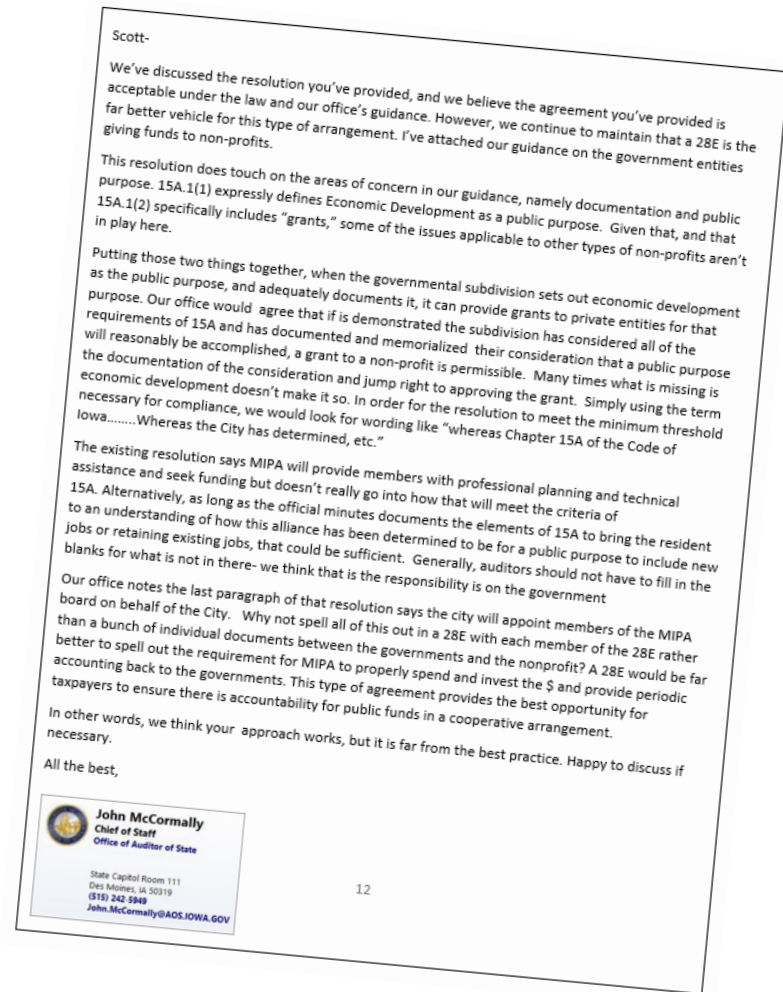 Scott-
We've discussed the resolution you've provided, and we believe the agreement you've provided is
acceptable under the law and our office's guidance. However, we continue to maintain that a 28E is the
far better vehicle for this type of arrangement. I've attached our guidance on the government entities
giving funds to non-profits.
This resolution does touch on the areas of concern in our guidance, namely documentation and public
purpose. 15A.1(1) expressly defines Economic Development as a public purpose.  Given that, and that
15A.1(2) specifically includes "grants," some of the issues applicable to other types of non-profits aren't
in play here.
Putting those two things together, when the governmental subdivision sets out economic development
as the public purpose, and adequately documents it, it can provide grants to private entities for that
purpose. Our office would  agree that if is demonstrated the subdivision has considered all of the
requirements of 15A and has documented and memorialized  their consideration that a public purpose
will reasonably be accomplished, a grant to a non-profit is permissible.  Many times what is missing is
the documentation of the consideration and jump right to approving the grant.  Simply using the term
economic development doesn't make it so. In order for the resolution to meet the minimum threshold
necessary for compliance, we would look for wording like "whereas Chapter 15A of the Code of
Iowa........Whereas the City has determined, etc."
The existing resolution says MIPA will provide members with professional planning and technical
assistance and seek funding but doesn't really go into how that will meet the criteria of
15A. Alternatively, as long as the official minutes documents the elements of 15A to bring the resident
to an understanding of how this alliance has been determined to be for a public purpose to include new
jobs or retaining existing jobs, that could be sufficient.  Generally, auditors should not have to fill in the
blanks for what is not in there- we think that is the responsibility is on the government
Our office notes the last paragraph of that resolution says the city will appoint members of the MIPA
board on behalf of the City.   Why not spell all of this out in a 28E with each member of the 28E rather
than a bunch of individual documents between the governments and the nonprofit? A 28E would be far
better to spell out the requirement for MIPA to properly spend and invest the $ and provide periodic
accounting back to the governments. This type of agreement provides the best opportunity for
taxpayers to ensure there is accountability for public funds in a cooperative arrangement.
In other words, we think your  approach works, but it is far from the best practice. Happy to discuss if
necessary.
All the best,
John McCormally
Chief of Staff
Office of Auditor of State
State Capitol Room 111
Des Moines, IA 50319
(515) 242-5949
John.McCormally@AOS.IOWA.GOV
12